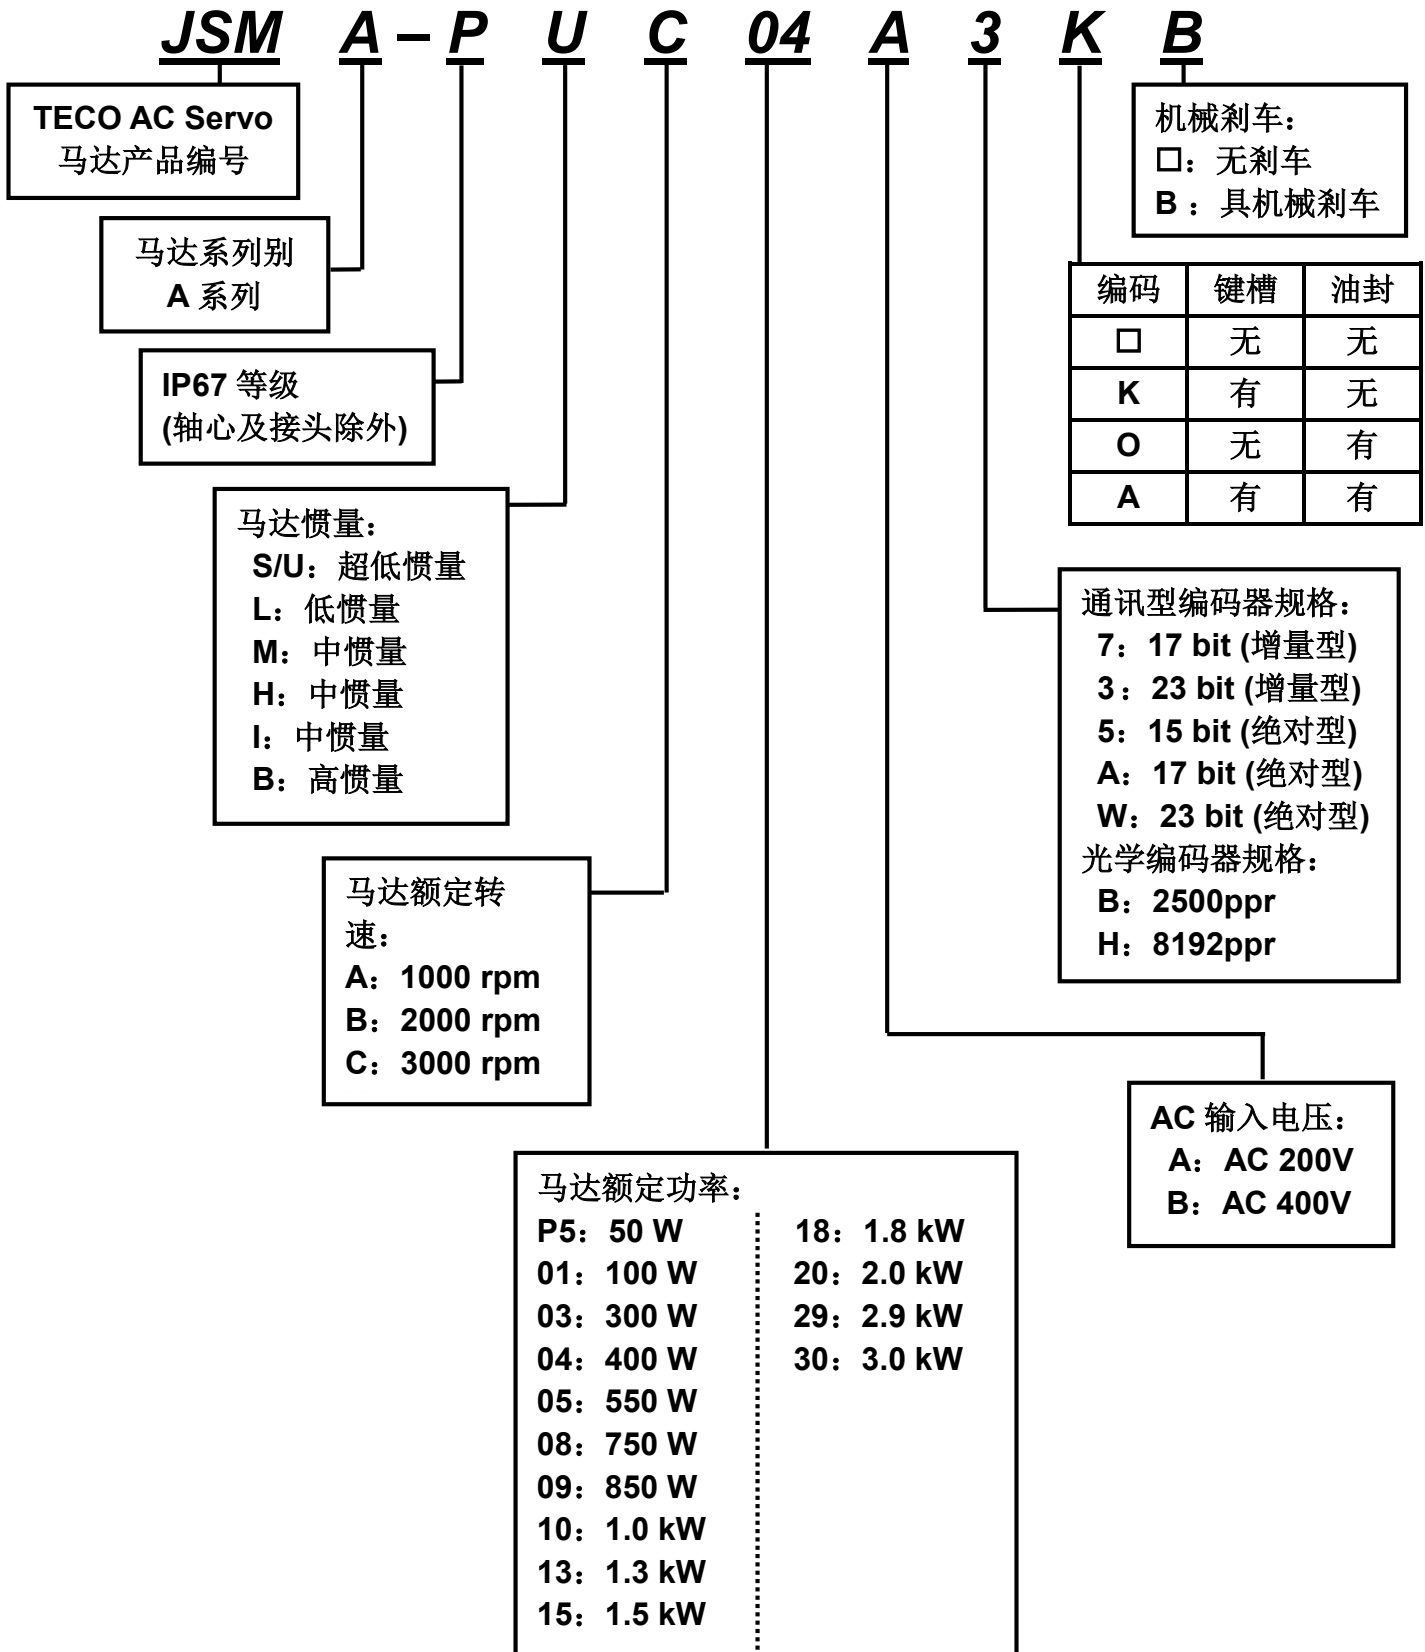 JSM A – P U C 04 A 3 K B
TECO AC Servo
马达产品编号
机械刹车：
□：无刹车
B ：具机械刹车
马达系列别
A 系列
编码 键槽 油封
□ 无 无
K 有 无
O 无 有
A 有 有
IP67 等级
(轴心及接头除外)
马达惯量：
S/U：超低惯量
L：低惯量
M：中惯量
H：中惯量
I：中惯量
B：高惯量
通讯型编码器规格：
7：17 bit (增量型)
3：23 bit (增量型)
5：15 bit (绝对型)
A：17 bit (绝对型)
W：23 bit (绝对型)
光学编码器规格：
B：2500ppr
H：8192ppr
马达额定转
速：
A：1000 rpm
B：2000 rpm
C：3000 rpm
AC 输入电压：
A：AC 200V
B：AC 400V
马达额定功率：
P5：50 W
01：100 W
03：300 W
04：400 W
05：550 W
08：750 W
09：850 W
10：1.0 kW
13：1.3 kW
15：1.5 kW
18：1.8 kW
20：2.0 kW
29：2.9 kW
30：3.0 kW